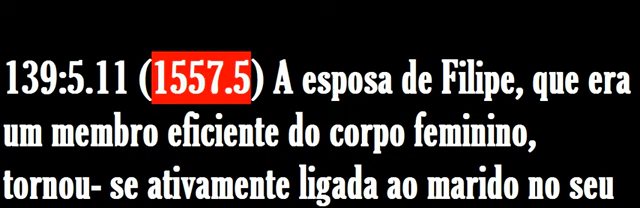 139:5.11 (1557.5) A esposa de Filipe, que era
um membro eficiente do corpo feminino,
tornou- se ativamente ligada ao marido no seu